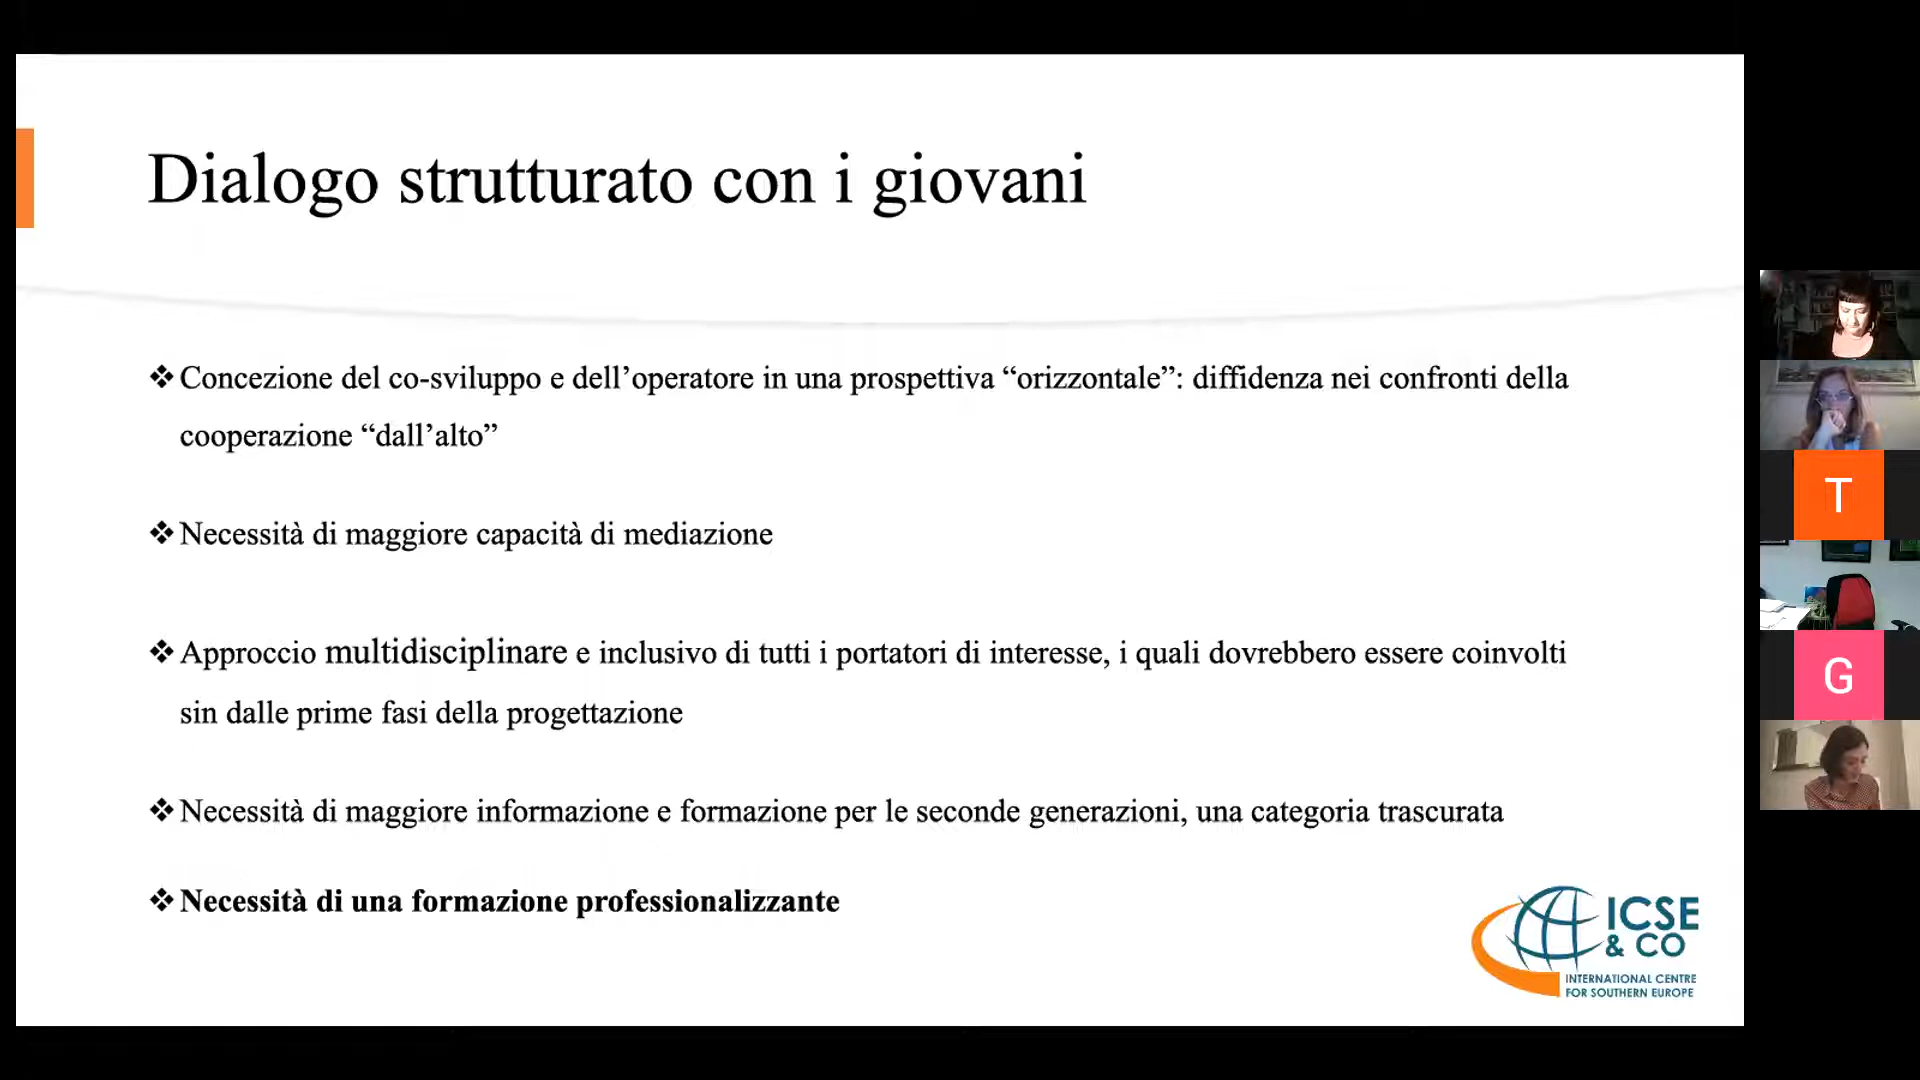 Dialogo strutturato con i giovani
❖Concezione del co-sviluppo e dell’operatore in una prospettiva “orizzontale”: diffidenza nei confronti della
cooperazione “dall’alto”
❖Necessità di maggiore capacità di mediazione
❖Approccio multidisciplinare e inclusivo di tutti i portatori di interesse, i quali dovrebbero essere coinvolti
sin dalle prime fasi della progettazione
❖Necessità di maggiore informazione e formazione per le seconde generazioni, una categoria trascurata
❖Necessità di una formazione professionalizzante
ICSE
& CO
INTERNATIONAL CENTRE
FOR SOUTHERN EUROPE
T
G